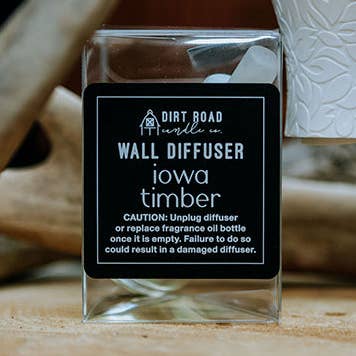 DIRT ROAD
candle co.
WALL DIFFUSER
iowa
timber
CAUTION: Unplug diffuser
or replace fragrance oil bottle
once it is empty. Failure to do so
could result in a damaged diffuser.